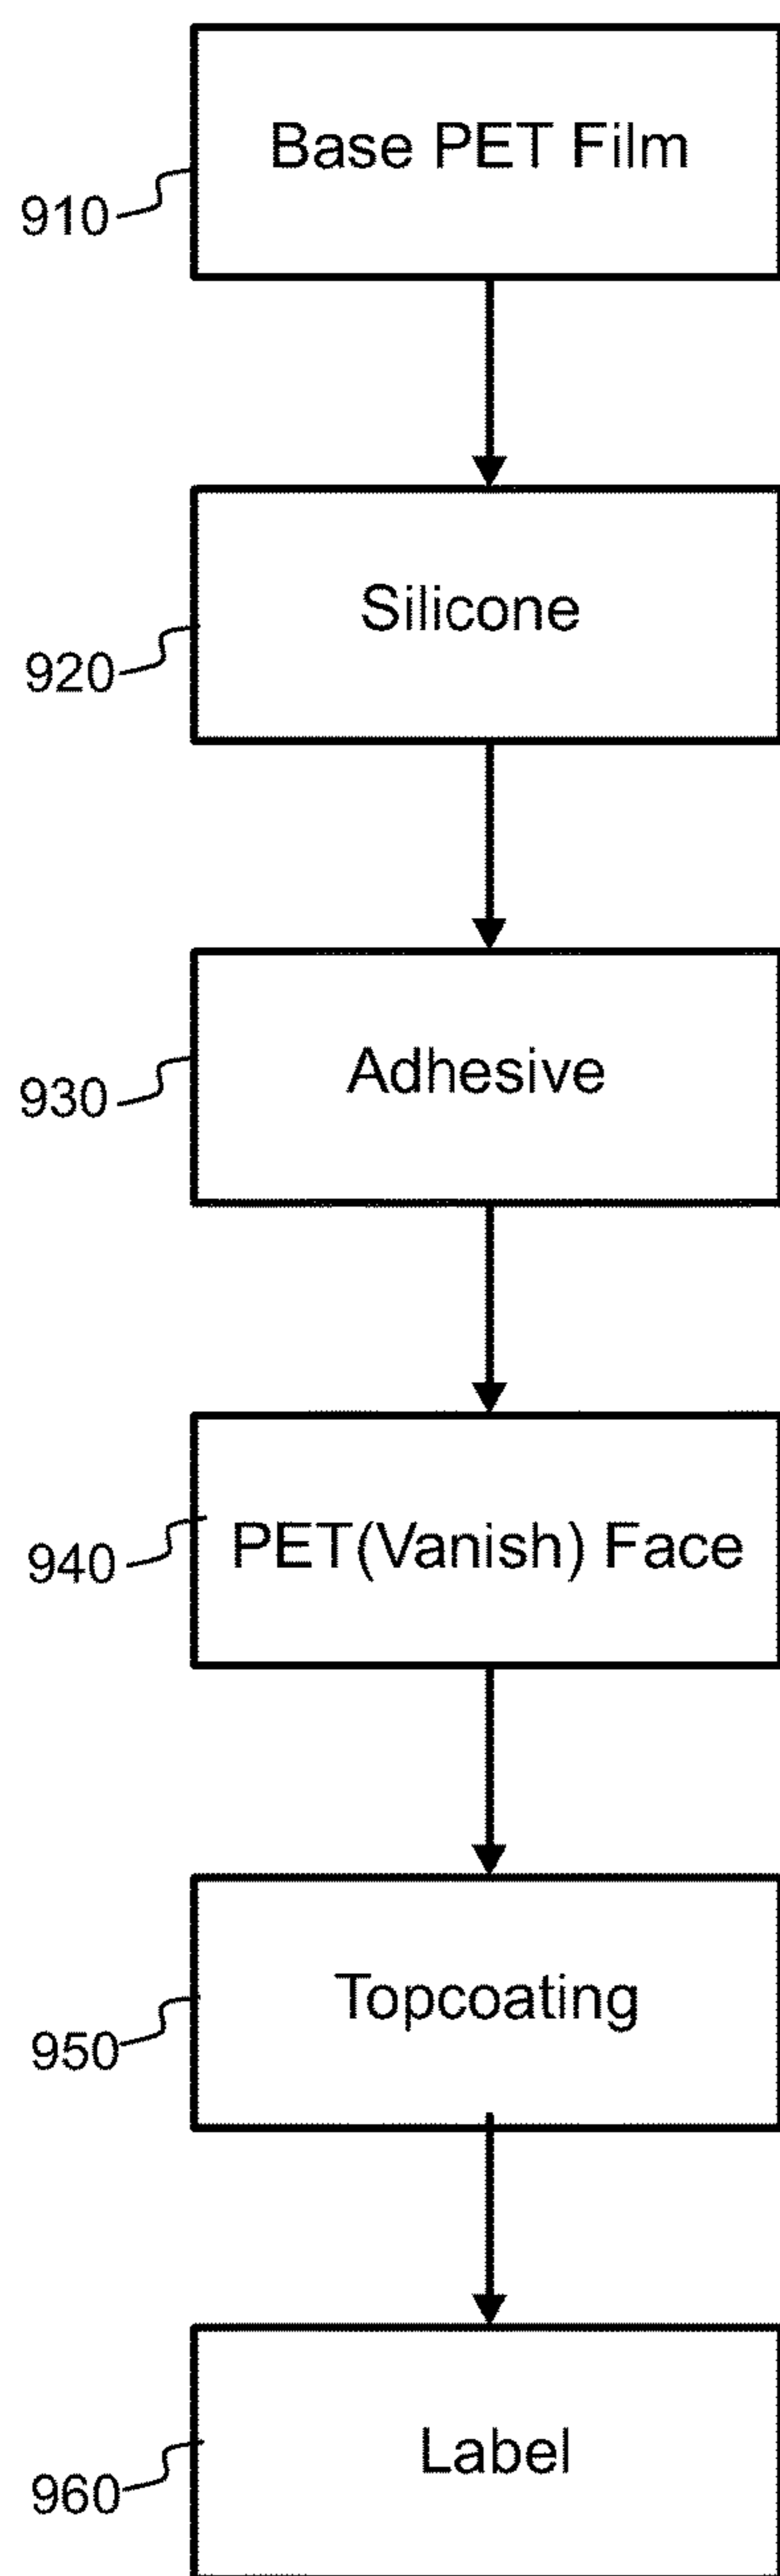 Base PET Film
910
Silicone
920
Adhesive
930
PET(Vanish) Face
940
Topcoating
950
Label
960